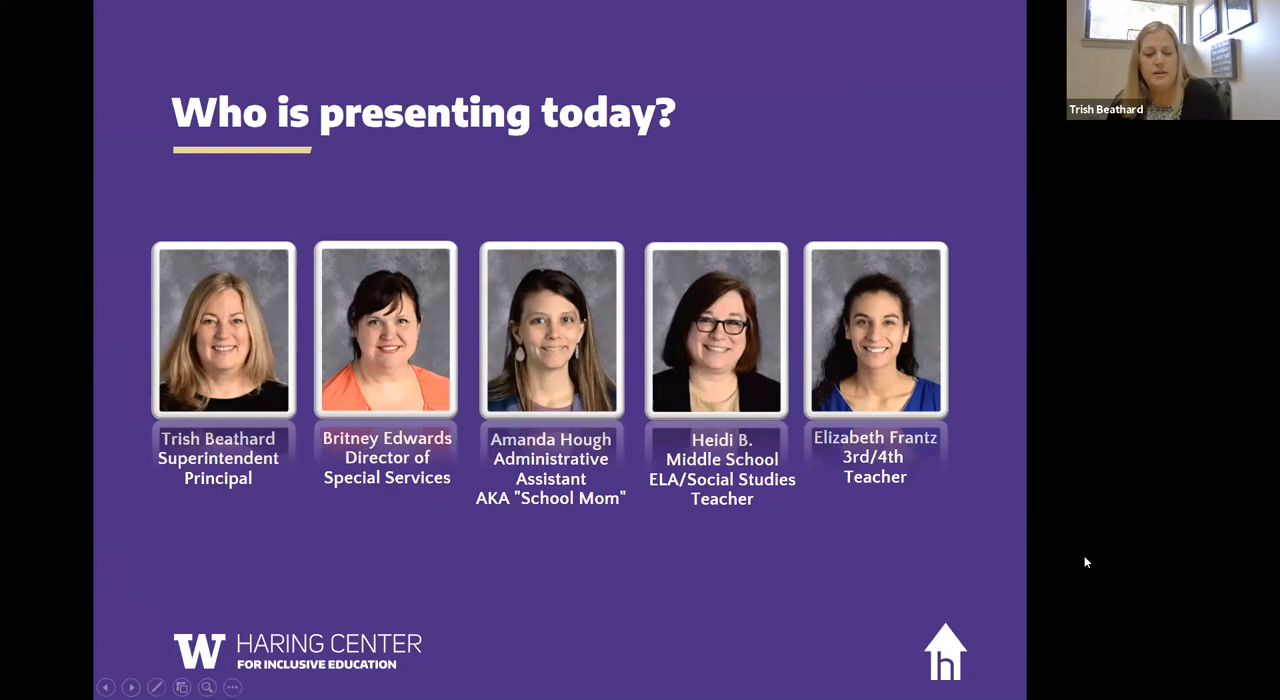 Who is presenting today?
Trish Beathard
Trish Beathard
Superintendent
Principal
Britney Edwards
Director of
Special Services
Amanda Hough
Administrative
Assistant
AKA "School Mom"
Heidi B.
Middle School
ELA/Social Studies
Teacher
Elizabeth Frantz
3rd/4th
Teacher
W HARING CENTER
FOR INCLUSIVE EDUCATION
h